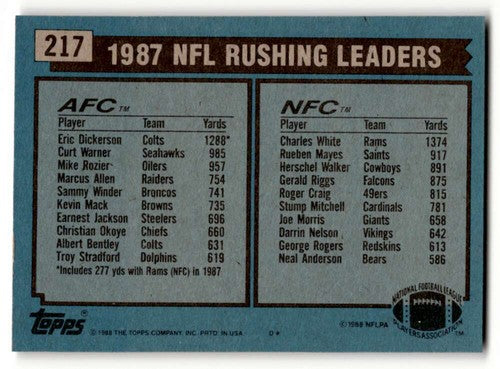 217
1987 NFL RUSHING LEADERS
AFC TM
Player Team Yards
Eric Dickerson Colts 1288*
Curt Warner Seahawks 985
Mike Rozier Oilers 957
Marcus Allen Raiders 754
Sammy Winder Broncos 741
Kevin Mack Browns 735
Earnest Jackson Steelers 696
Christian Okoye Chiefs 660
Albert Bentley Colts 631
Troy Stradford Dolphins 619
*Includes 277 yds with Rams (NFC) in 1987
NFC TM
Player Team Yards
Charles White Rams 1374
Rueben Mayes Saints 917
Herschel Walker Cowboys 891
Gerald Riggs Falcons 875
Roger Craig 49ers 815
Stump Mitchell Cardinals 781
Joe Morris Giants 658
Darrin Nelson Vikings 642
George Rogers Redskins 613
Neal Anderson Bears 586
topps
© 1988 THE TOPPS COMPANY, INC. PRTD. IN U.S.A. D*
© 1988 NFLPA
NATIONAL FOOTBALL LEAGUE
PLAYERS ASSOCIATION